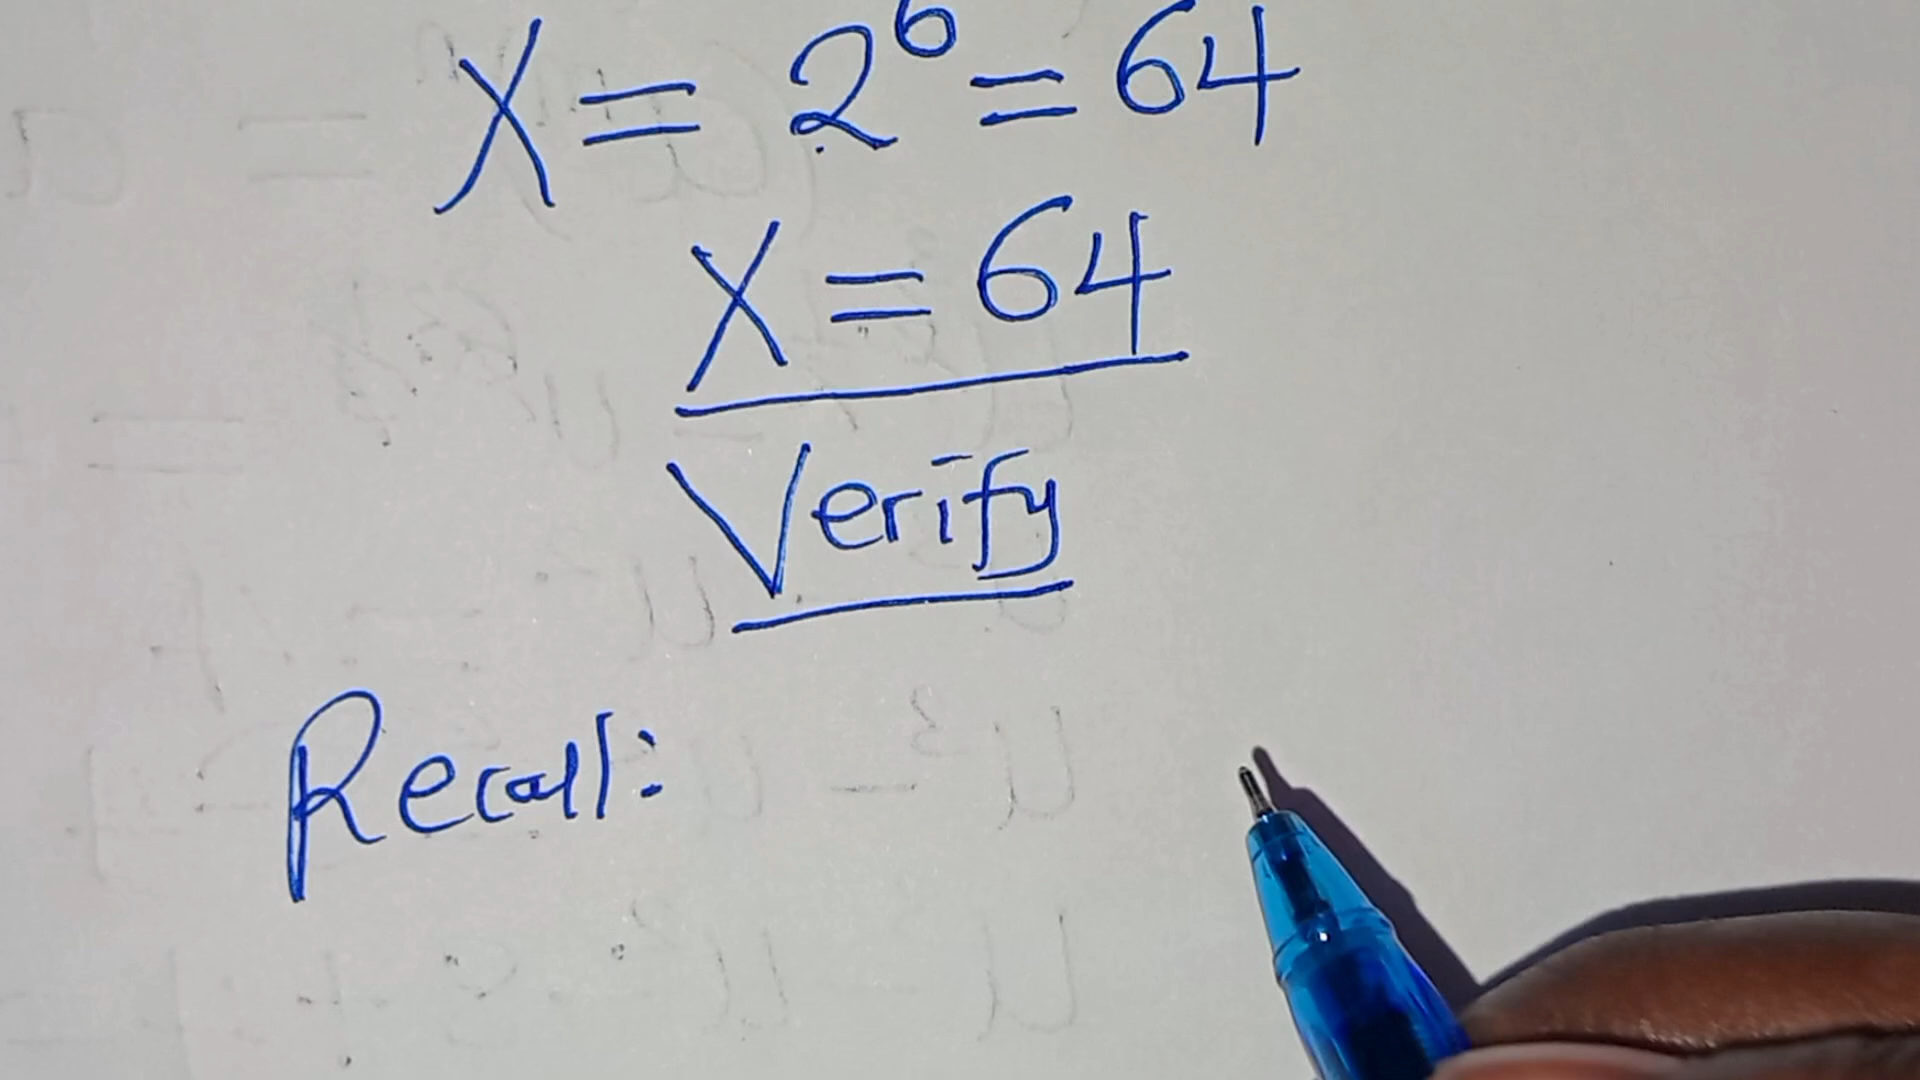 X = 2⁶ = 64
X = 64
Verify
Recall: